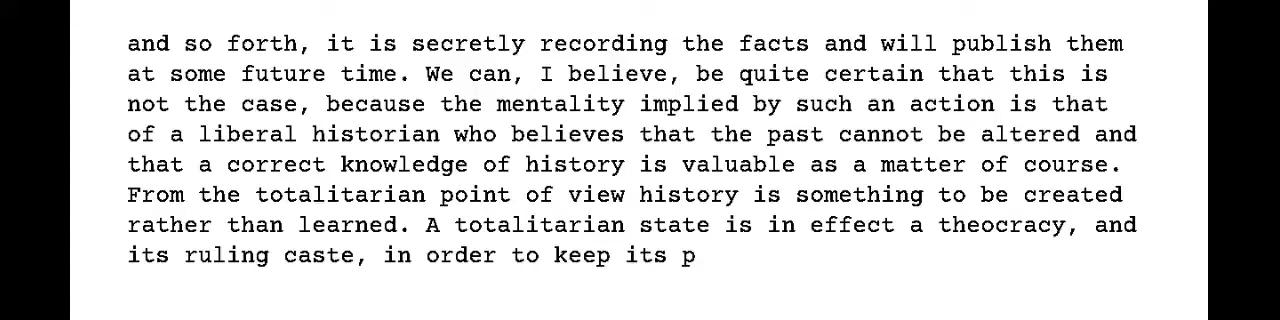 and so forth, it is secretly recording the facts and will publish them
at some future time. We can, I believe, be quite certain that this is
not the case, because the mentality implied by such an action is that
of a liberal historian who believes that the past cannot be altered and
that a correct knowledge of history is valuable as a matter of course.
From the totalitarian point of view history is something to be created
rather than learned. A totalitarian state is in effect a theocracy, and
its ruling caste, in order to keep its p